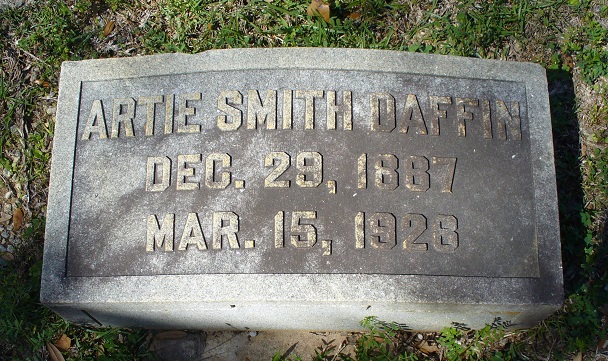 ARTIE SMITH DAFFIN
DEC. 29, 1887
MAR. 15, 1928